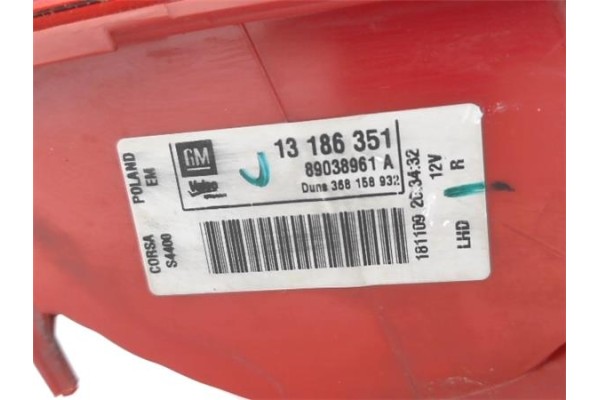 POLAND
EM
CORSA
S4400
GM
Valeo
13 186 351
89038961 A
Duns 368 158 932
181109 20:34:32
12V
R
LHD